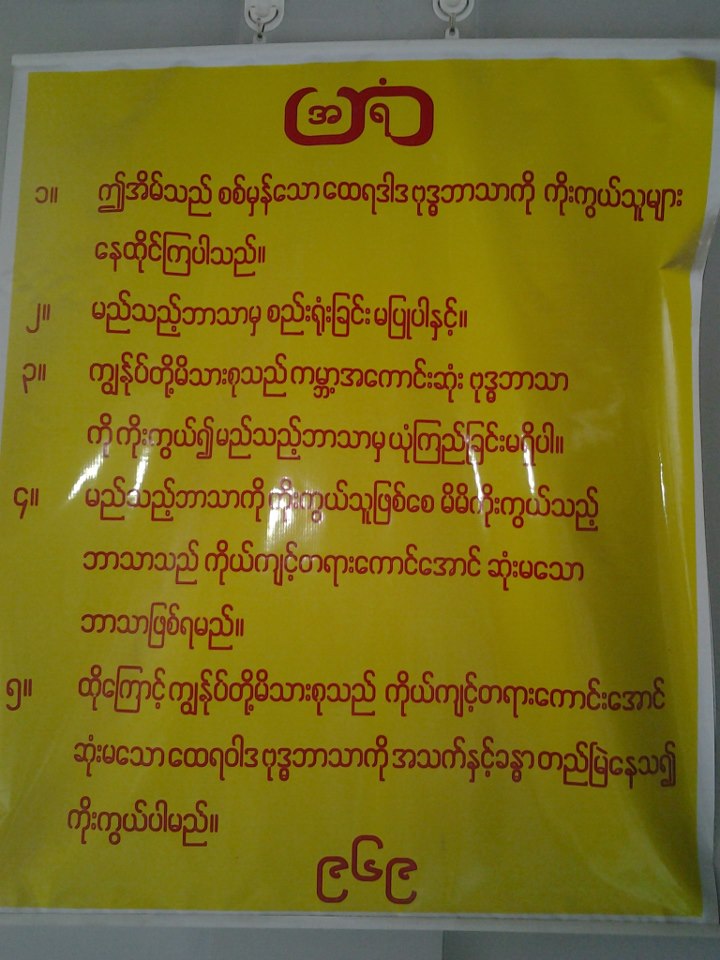 အရံ
၁။ ဤအိမ်သည် စစ်မှန်သော ထေရဒါဒ ဗုဒ္ဓဘာသာကို ကိုးကွယ်သူများ
နေထိုင်ကြပါသည်။
၂။ မည်သည့်ဘာသာမှ စည်းရုံးခြင်း မပြုပါနှင့်။
၃။ ကျွန်ုပ်တို့မိသားစုသည် ကမ္ဘာ့အကောင်းဆုံး ဗုဒ္ဓဘာသာ
ကို ကိုးကွယ်၍ မည်သည့်ဘာသာမှ ယုံကြည်ခြင်းမရှိပါ။
၄။ မည်သည့်ဘာသာကို ကိုးကွယ်သူဖြစ်စေ မိမိကိုးကွယ်သည့်
ဘာသာသည် ကိုယ်ကျင့်တရားကောင်အောင် ဆုံးမသော
ဘာသာဖြစ်ရမည်။
၅။ ထိုကြောင့် ကျွန်ုပ်တို့မိသားစုသည် ကိုယ်ကျင့်တရားကောင်းအောင်
ဆုံးမသော ထေရဝါဒ ဗုဒ္ဓဘာသာကို အသက်နှင့်ခန္ဓာ တည်မြဲနေသ၍
ကိုးကွယ်ပါမည်။
၉၆၉